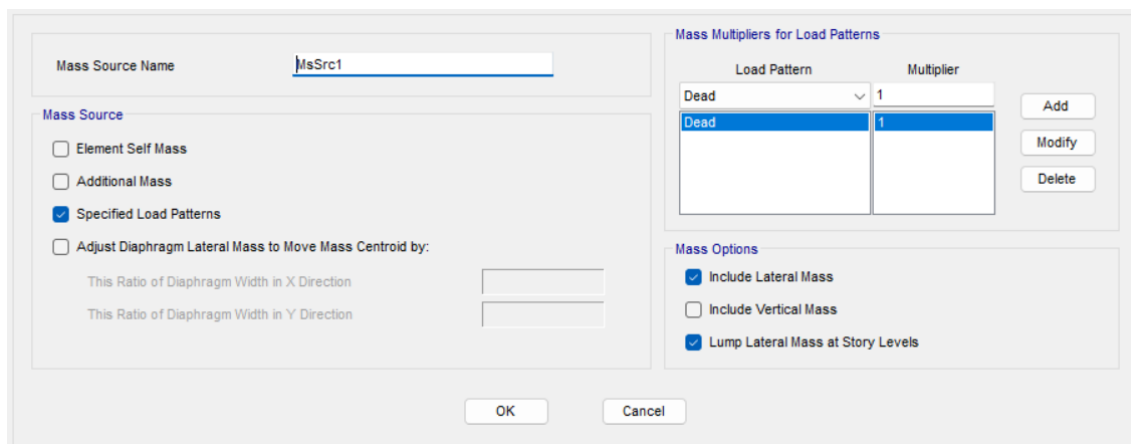 Mass Source Name
MsSrc1
Mass Source
Element Self Mass
Additional Mass
Specified Load Patterns
Adjust Diaphragm Lateral Mass to Move Mass Centroid by:
This Ratio of Diaphragm Width in X Direction
This Ratio of Diaphragm Width in Y Direction
Mass Multipliers for Load Patterns
Load Pattern Multiplier
Dead 1
Dead 1
Add
Modify
Delete
Mass Options
Include Lateral Mass
Include Vertical Mass
Lump Lateral Mass at Story Levels
OK Cancel